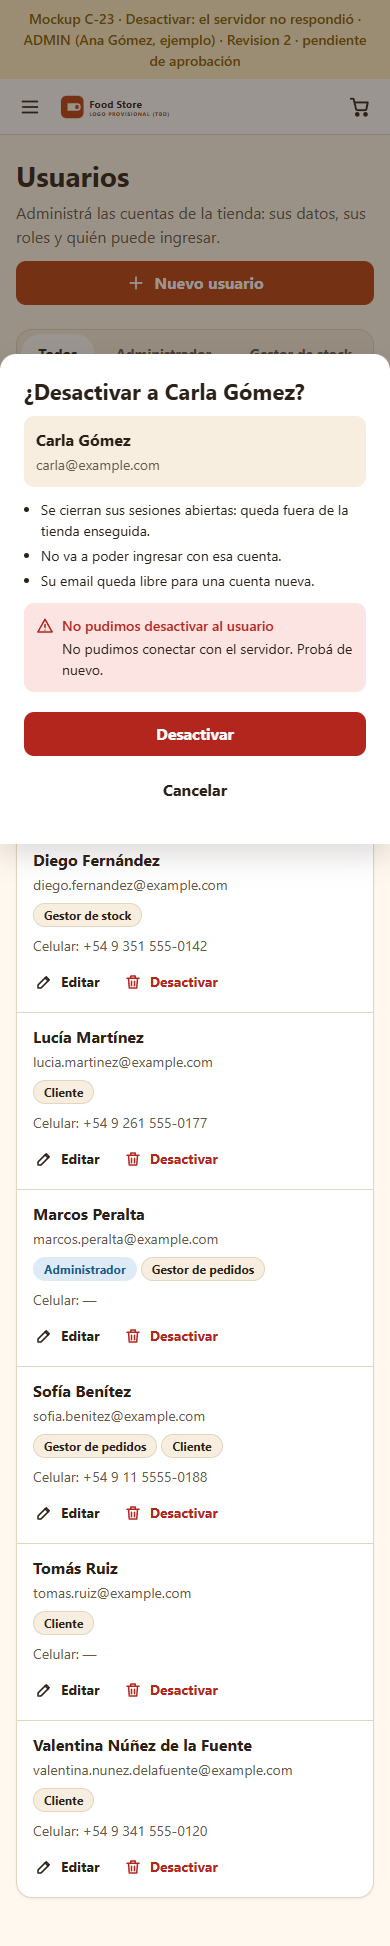 Mockup C-23 · Desactivar: el servidor no respondió ·
ADMIN (Ana Gómez, ejemplo) · Revision 2 · pendiente
de aprobación
Food Store
LOGO PROVISIONAL (TBD)
Usuarios
Administrá las cuentas de la tienda: sus datos, sus
roles y quién puede ingresar.
Nuevo usuario
Todos Administrador Gestor de stock
¿Desactivar a Carla Gómez?
Carla Gómez
carla@example.com
Se cierran sus sesiones abiertas: queda fuera de la
tienda enseguida.
No va a poder ingresar con esa cuenta.
Su email queda libre para una cuenta nueva.
No pudimos desactivar al usuario
No pudimos conectar con el servidor. Probá de
nuevo.
Desactivar
Cancelar
Diego Fernández
diego.fernandez@example.com
Gestor de stock
Celular: +54 9 351 555-0142
Editar Desactivar
Lucía Martínez
lucia.martinez@example.com
Cliente
Celular: +54 9 261 555-0177
Editar Desactivar
Marcos Peralta
marcos.peralta@example.com
Administrador Gestor de pedidos
Celular: —
Editar Desactivar
Sofía Benítez
sofia.benitez@example.com
Gestor de pedidos Cliente
Celular: +54 9 11 5555-0188
Editar Desactivar
Tomás Ruiz
tomas.ruiz@example.com
Cliente
Celular: —
Editar Desactivar
Valentina Núñez de la Fuente
valentina.nunez.delafuente@example.com
Cliente
Celular: +54 9 341 555-0120
Editar Desactivar